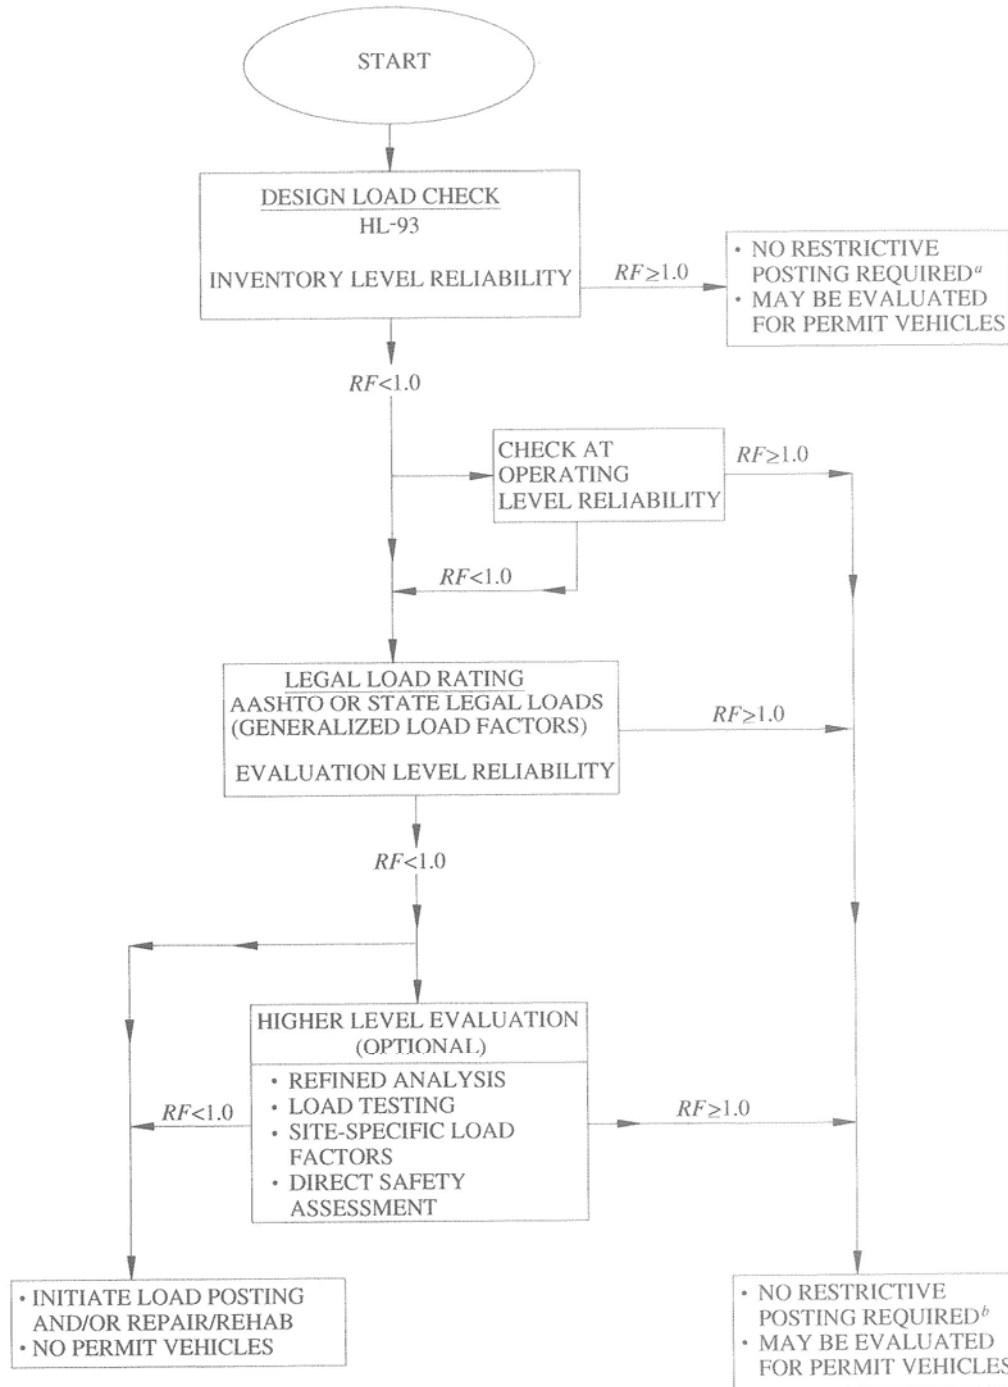 START
DESIGN LOAD CHECK
HL-93
INVENTORY LEVEL RELIABILITY
RF≥1.0
• NO RESTRICTIVE
POSTING REQUIREDᵃ
• MAY BE EVALUATED
FOR PERMIT VEHICLES
RF<1.0
CHECK AT
OPERATING
LEVEL RELIABILITY
RF≥1.0
RF<1.0
LEGAL LOAD RATING
AASHTO OR STATE LEGAL LOADS
(GENERALIZED LOAD FACTORS)
EVALUATION LEVEL RELIABILITY
RF≥1.0
RF<1.0
HIGHER LEVEL EVALUATION
(OPTIONAL)
• REFINED ANALYSIS
• LOAD TESTING
• SITE-SPECIFIC LOAD
FACTORS
• DIRECT SAFETY
ASSESSMENT
RF<1.0
RF≥1.0
• INITIATE LOAD POSTING
AND/OR REPAIR/REHAB
• NO PERMIT VEHICLES
• NO RESTRICTIVE
POSTING REQUIREDᵇ
• MAY BE EVALUATED
FOR PERMIT VEHICLES